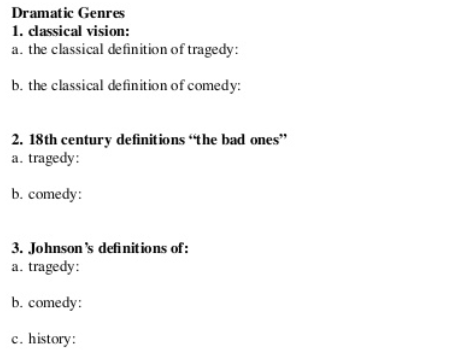 Dramatic Genres
1. classical vision:
a. the classical definition of tragedy:
b. the classical definition of comedy:
2. 18th century definitions “the bad ones”
a. tragedy:
b. comedy:
3. Johnson’s definitions of:
a. tragedy:
b. comedy:
c. history: